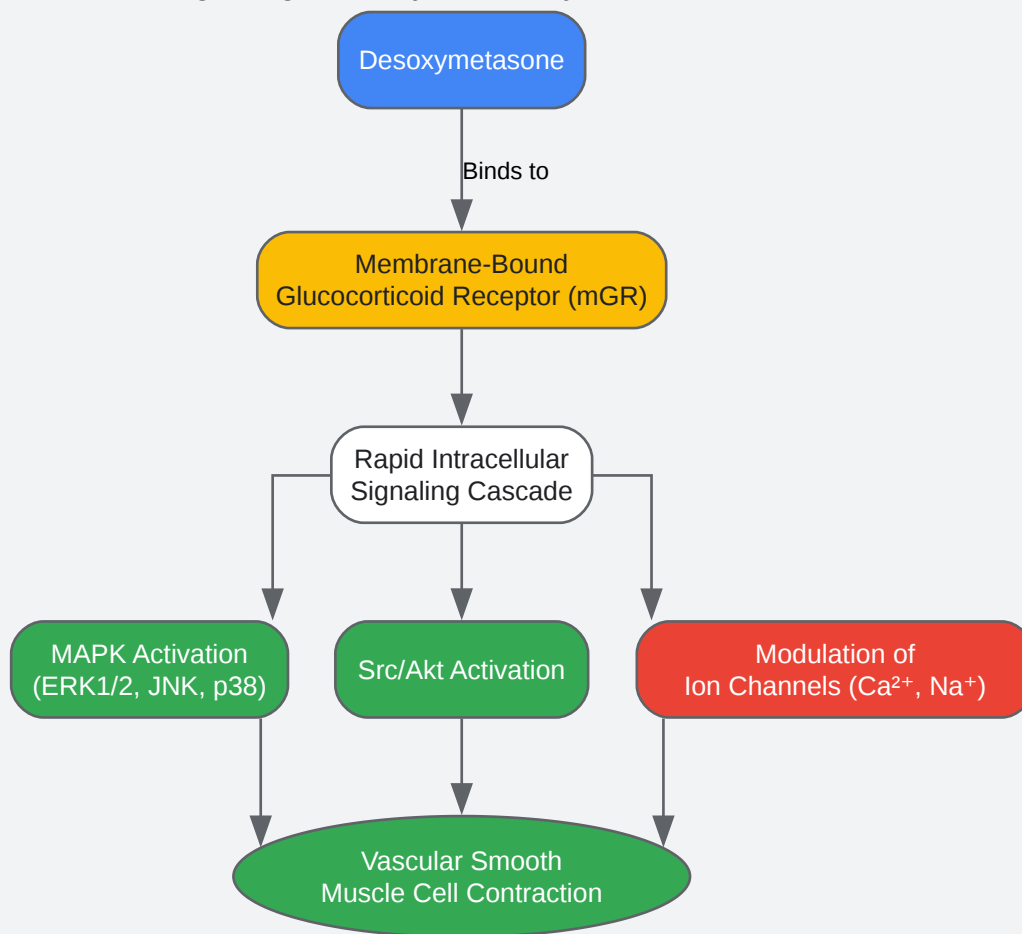 Desoxymetasone
Binds to
Membrane-Bound
Glucocorticoid Receptor (mGR)
Rapid Intracellular
Signaling Cascade
MAPK Activation
(ERK1/2, JNK, p38)
Src/Akt Activation
Modulation of
Ion Channels (Ca²⁺, Na⁺)
Vascular Smooth
Muscle Cell Contraction